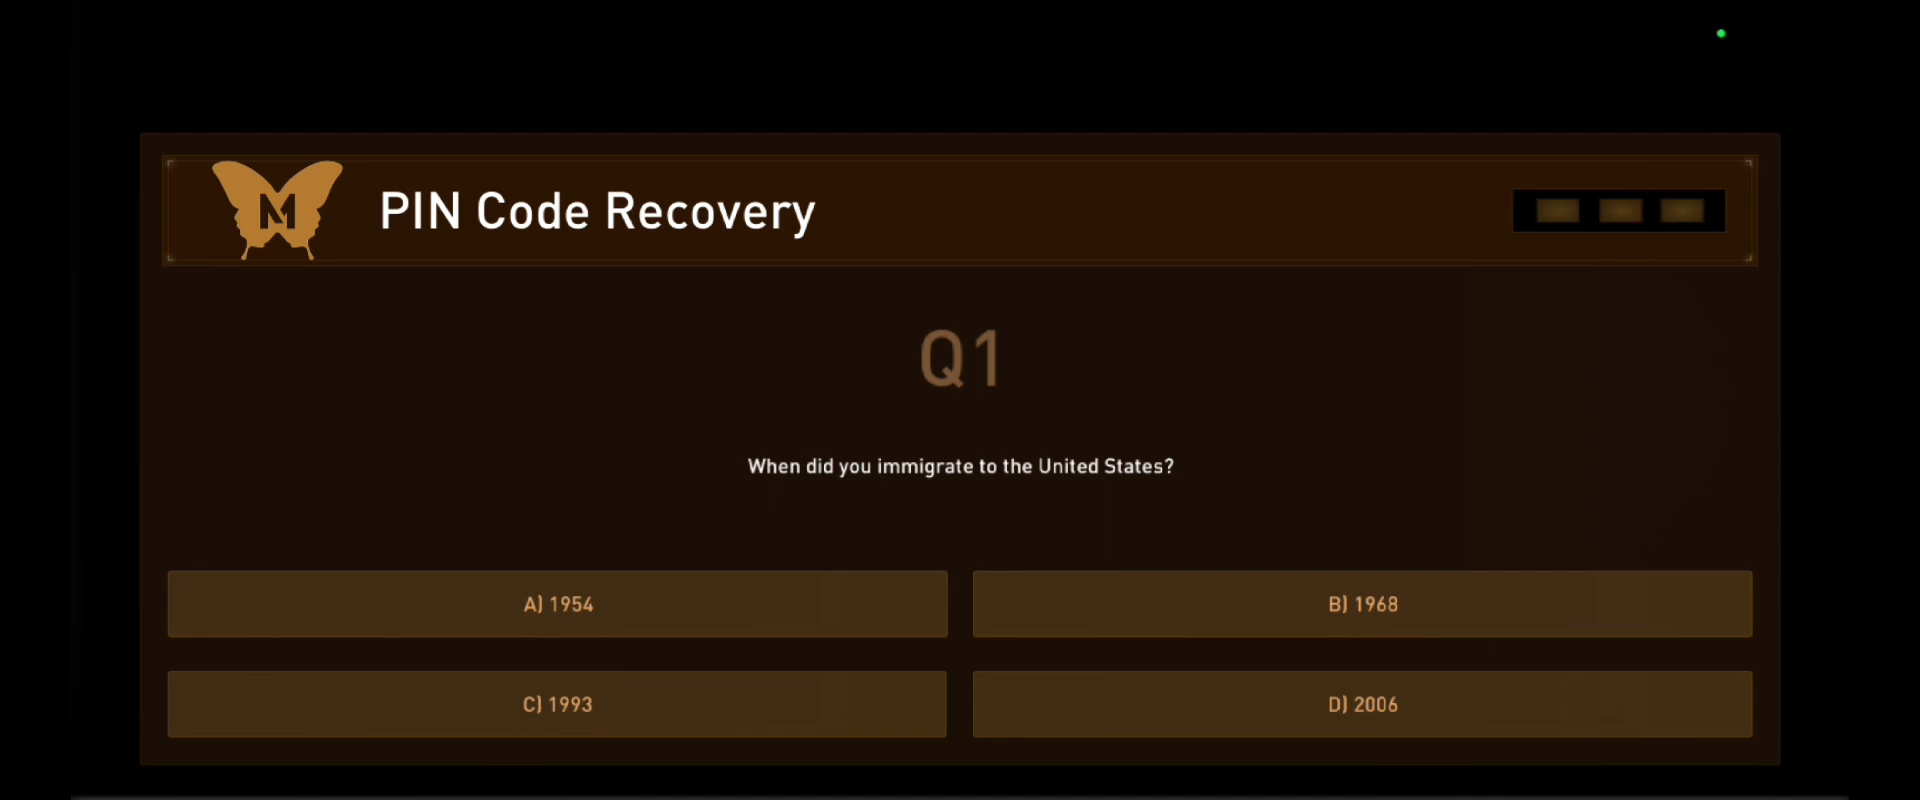 M
PIN Code Recovery
Q1
When did you immigrate to the United States?
A) 1954
B) 1968
C) 1993
D) 2006